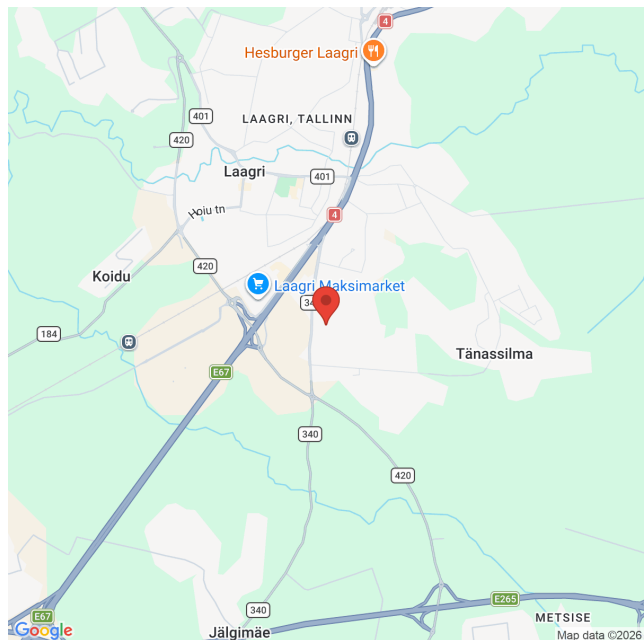 4
Hesburger Laagri
401
LAAGRI, TALLINN
420
Laagri
401
Hoiu tn
4
Koidu
420
Laagri Maksimarket
184
Tänassilma
E67
340
420
E265
340
METSISE
E67
Jälgimäe
Google
Map data ©2026